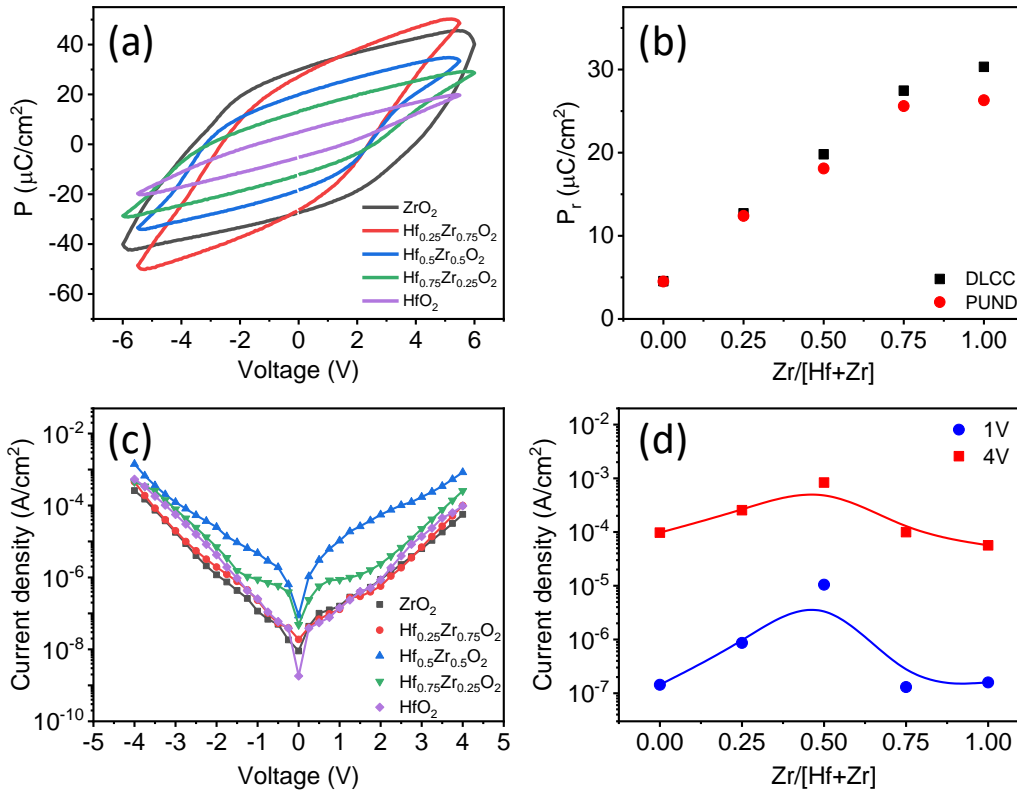 (a)
P (μC/cm²)
40
20
0
-20
-40
-60
-6 -4 -2 0 2 4 6
Voltage (V)
ZrO₂
Hf₀.₂₅Zr₀.₇₅O₂
Hf₀.₅Zr₀.₅O₂
Hf₀.₇₅Zr₀.₂₅O₂
HfO₂
(b)
Pᵣ (μC/cm²)
30
20
10
0
0.00 0.25 0.50 0.75 1.00
Zr/[Hf+Zr]
DLCC
PUND
(c)
Current density (A/cm²)
10⁻²
10⁻⁴
10⁻⁶
10⁻⁸
10⁻¹⁰
-5 -4 -3 -2 -1 0 1 2 3 4 5
Voltage (V)
ZrO₂
Hf₀.₂₅Zr₀.₇₅O₂
Hf₀.₅Zr₀.₅O₂
Hf₀.₇₅Zr₀.₂₅O₂
HfO₂
(d)
Current density (A/cm²)
10⁻²
10⁻³
10⁻⁴
10⁻⁵
10⁻⁶
10⁻⁷
0.00 0.25 0.50 0.75 1.00
Zr/[Hf+Zr]
1V
4V